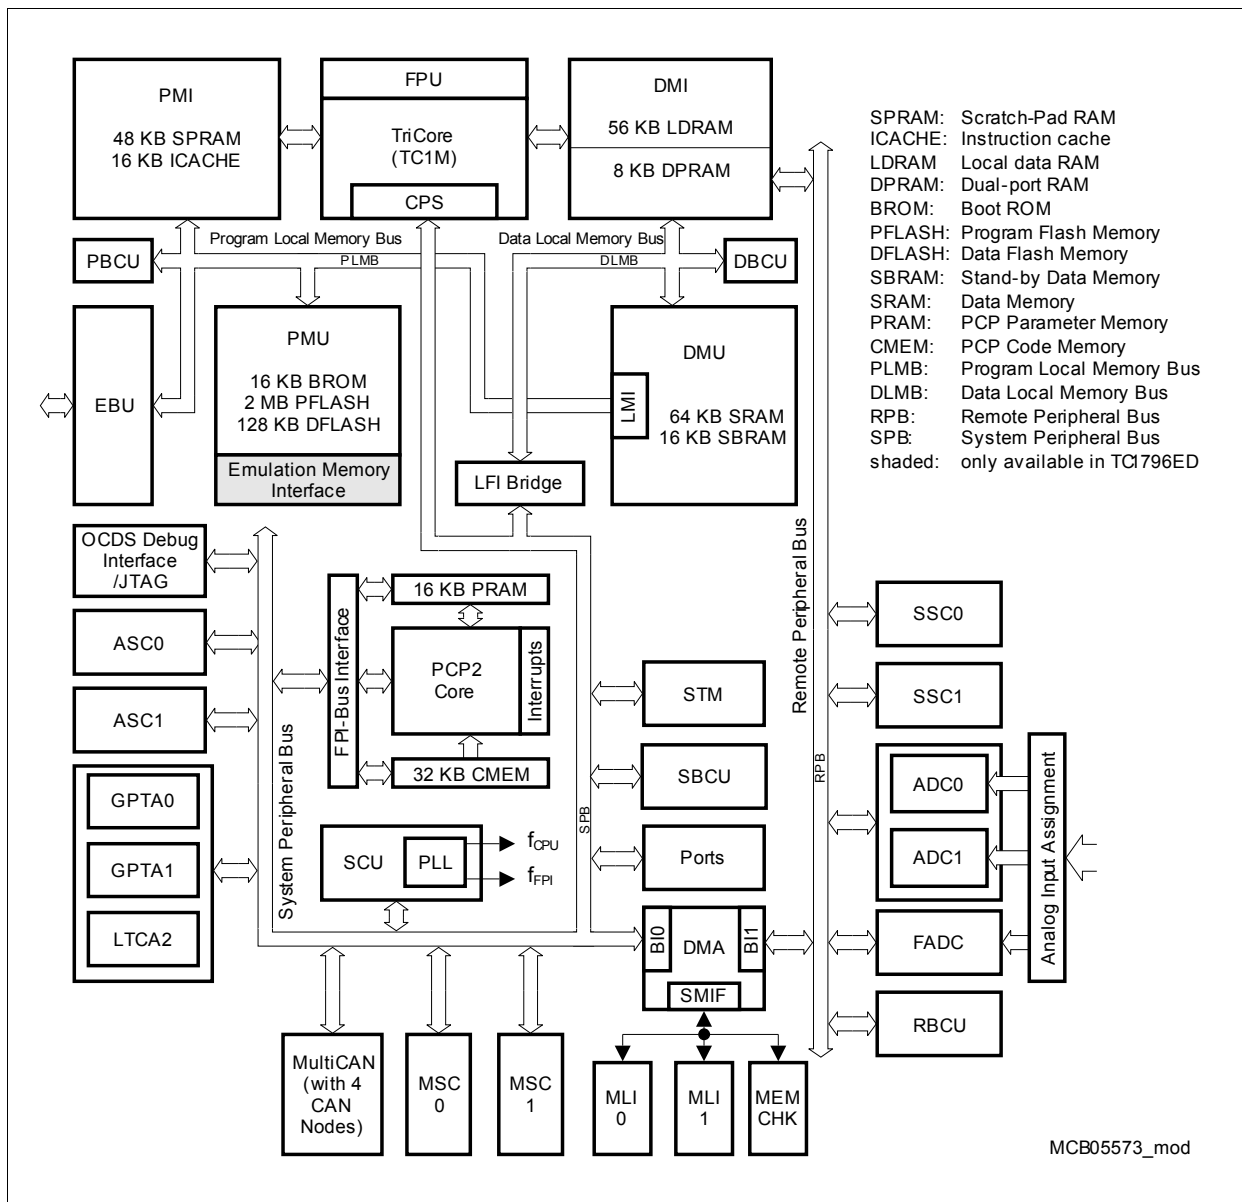 FPU
PMI
48 KB SPRAM
16 KB ICACHE
TriCore
(TC1M)
CPS
DMI
56 KB LDRAM
8 KB DPRAM
SPRAM: Scratch-Pad RAM
ICACHE: Instruction cache
LDRAM Local data RAM
DPRAM: Dual-port RAM
BROM: Boot ROM
PFLASH: Program Flash Memory
DFLASH: Data Flash Memory
SBRAM: Stand-by Data Memory
SRAM: Data Memory
PRAM: PCP Parameter Memory
CMEM: PCP Code Memory
PLMB: Program Local Memory Bus
DLMB: Data Local Memory Bus
RPB: Remote Peripheral Bus
SPB: System Peripheral Bus
shaded: only available in TC1796ED
PBCU
Program Local Memory Bus
PLMB
Data Local Memory Bus
DLMB
DBCU
EBU
PMU
16 KB BROM
2 MB PFLASH
128 KB DFLASH
Emulation Memory
Interface
DMU
LMI
64 KB SRAM
16 KB SBRAM
LFI Bridge
OCDS Debug
Interface
/JTAG
ASC0
ASC1
GPTA0
GPTA1
LTCA2
System Peripheral Bus
FPI-Bus Interface
16 KB PRAM
PCP2
Core
Interrupts
32 KB CMEM
SCU
PLL
fCPU
fFPI
SPB
STM
SBCU
Ports
BI0
DMA
BI1
SMIF
Remote Peripheral Bus
RPB
SSC0
SSC1
ADC0
ADC1
FADC
RBCU
Analog Input Assignment
MultiCAN
(with 4
CAN
Nodes)
MSC
0
MSC
1
MLI
0
MLI
1
MEM
CHK
MCB05573_mod